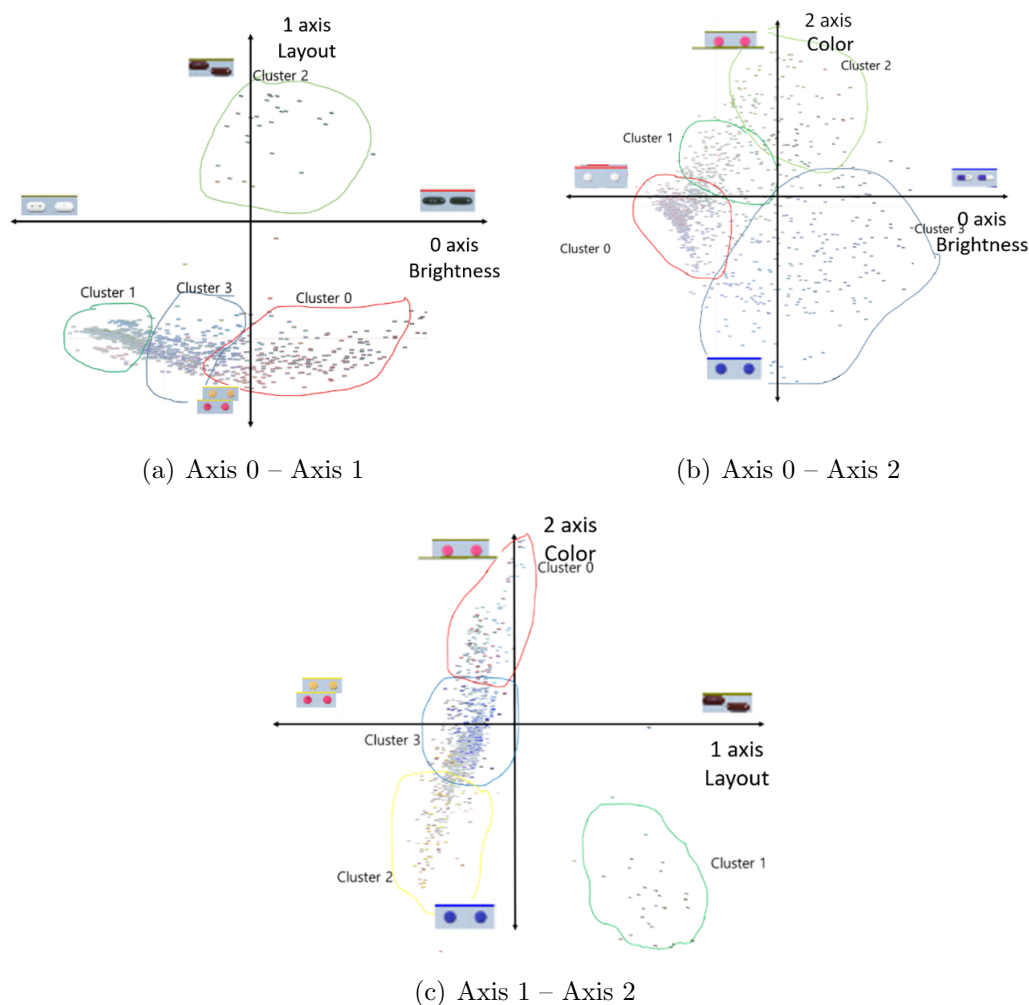 1 axis
Layout
Cluster 2
0 axis
Brightness
Cluster 1
Cluster 3
Cluster 0
(a) Axis 0 – Axis 1
2 axis
Color
Cluster 2
Cluster 1
0 axis
Cluster 3
Brightness
Cluster 0
(b) Axis 0 – Axis 2
2 axis
Color
Cluster 0
Cluster 3
1 axis
Layout
Cluster 2
Cluster 1
(c) Axis 1 – Axis 2